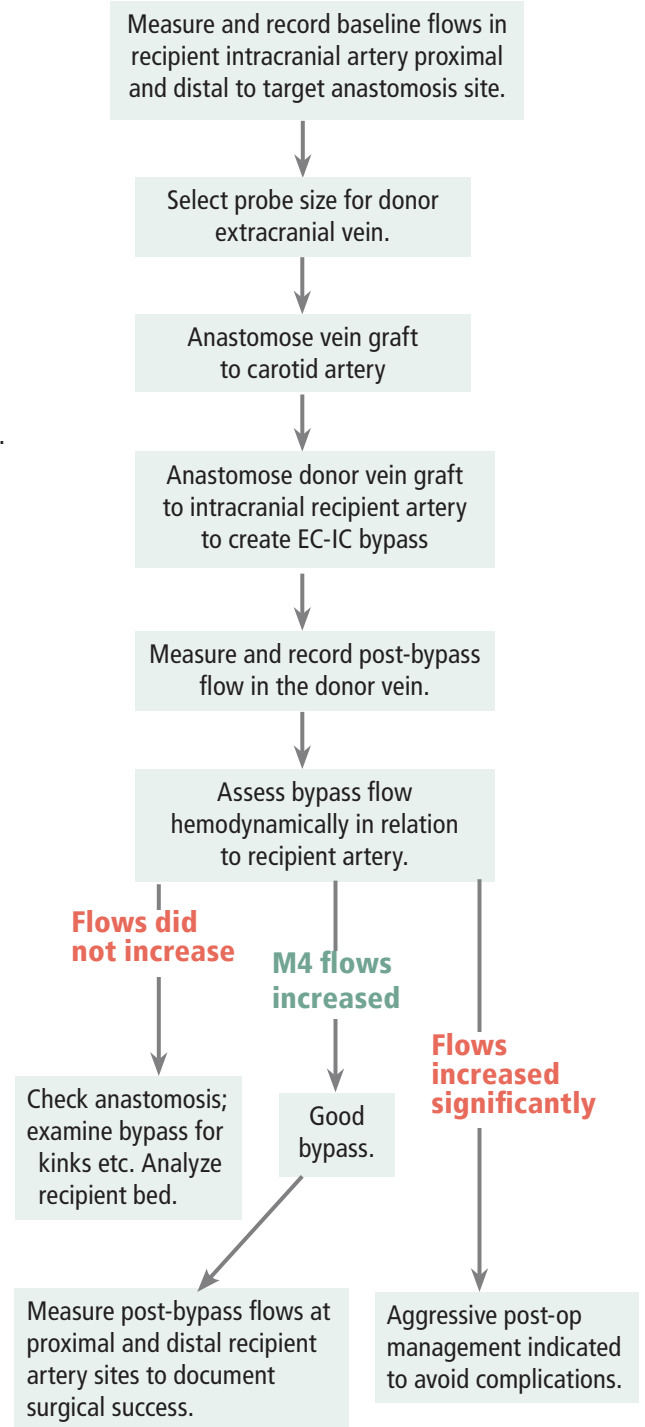 Measure and record baseline flows in
recipient intracranial artery proximal
and distal to target anastomosis site.
Select probe size for donor
extracranial vein.
Anastomose vein graft
to carotid artery
.
Anastomose donor vein graft
to intracranial recipient artery
to create EC-IC bypass
Measure and record post-bypass
flow in the donor vein.
Assess bypass flow
hemodynamically in relation
to recipient artery.
Flows did
not increase
M4 flows
increased
Flows
increased
significantly
Check anastomosis;
examine bypass for
kinks etc. Analyze
recipient bed.
Good
bypass.
Measure post-bypass flows at
proximal and distal recipient
artery sites to document
surgical success.
Aggressive post-op
management indicated
to avoid complications.